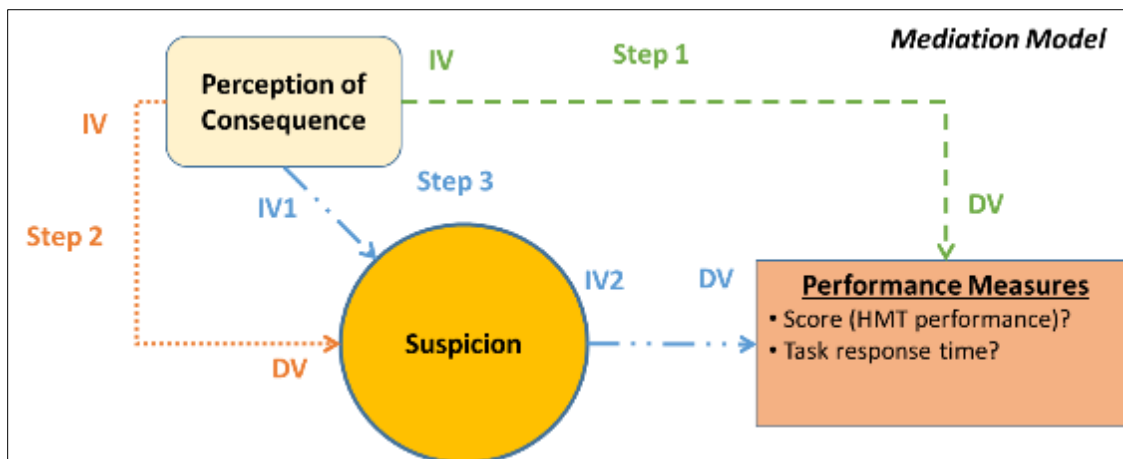 Mediation Model
IV
Step 1
Perception of
Consequence
IV
Step 3
IV1
DV
Step 2
IV2
DV
Performance Measures
• Score (HMT performance)?
• Task response time?
Suspicion
DV